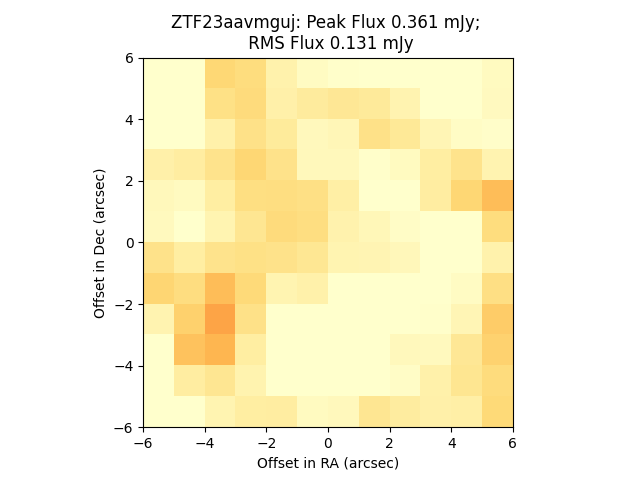 ZTF23aavmguj: Peak Flux 0.361 mJy;
RMS Flux 0.131 mJy
6
4
2
0
−2
−4
−6
Offset in Dec (arcsec)
−6 −4 −2 0 2 4 6
Offset in RA (arcsec)